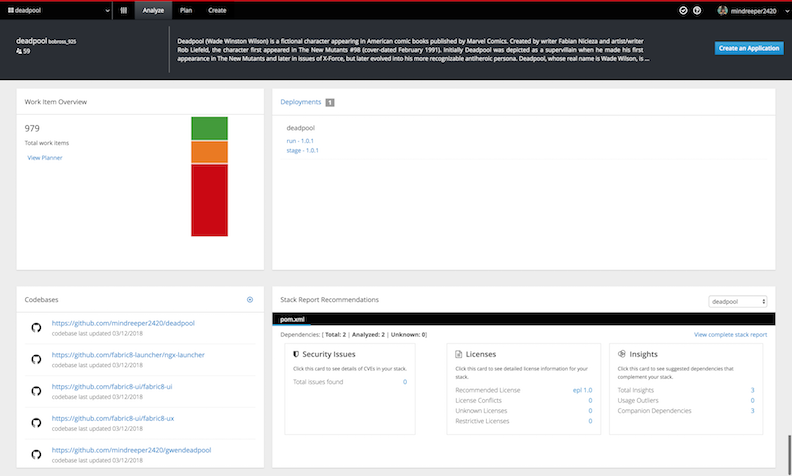 deadpool
Analyze
Plan
Create
mindreeper2420
deadpool bobross_925
59
Deadpool (Wade Winston Wilson) is a fictional character appearing in American comic books published by Marvel Comics. Created by writer Fabian Nicieza and artist/writer
Rob Liefeld, the character first appeared in The New Mutants #98 (cover-dated February 1991). Initially Deadpool was depicted as a supervillain when he made his first
appearance in The New Mutants and later in issues of X-Force, but later evolved into his more recognizable antiheroic persona. Deadpool, whose real name is Wade Wilson, is ...
Create an Application
Work Item Overview
979
Total work items
View Planner
Deployments 1
deadpool
run - 1.0.1
stage - 1.0.1
Codebases
https://github.com/mindreeper2420/deadpool
codebase last updated 03/12/2018
https://github.com/fabric8-launcher/ngx-launcher
codebase last updated 03/12/2018
https://github.com/fabric8-ui/fabric8-ui
codebase last updated 03/12/2018
https://github.com/fabric8-ui/fabric8-ux
codebase last updated 03/12/2018
https://github.com/mindreeper2420/gwendeadpool
codebase last updated 03/12/2018
Stack Report Recommendations
deadpool
pom.xml
Dependencies: [ Total: 2 | Analyzed: 2 | Unknown: 0]
View complete stack report
Security Issues
Click this card to see details of CVEs in your stack.
Total Issues found 0
Licenses
Click this card to see detailed license information for your
stack.
Recommended License epl 1.0
License Conflicts 0
Unknown Licenses 0
Restrictive Licenses 0
Insights
Click this card to see suggested dependencies that
complement your stack.
Total Insights 3
Usage Outliers 0
Companion Dependencies 3